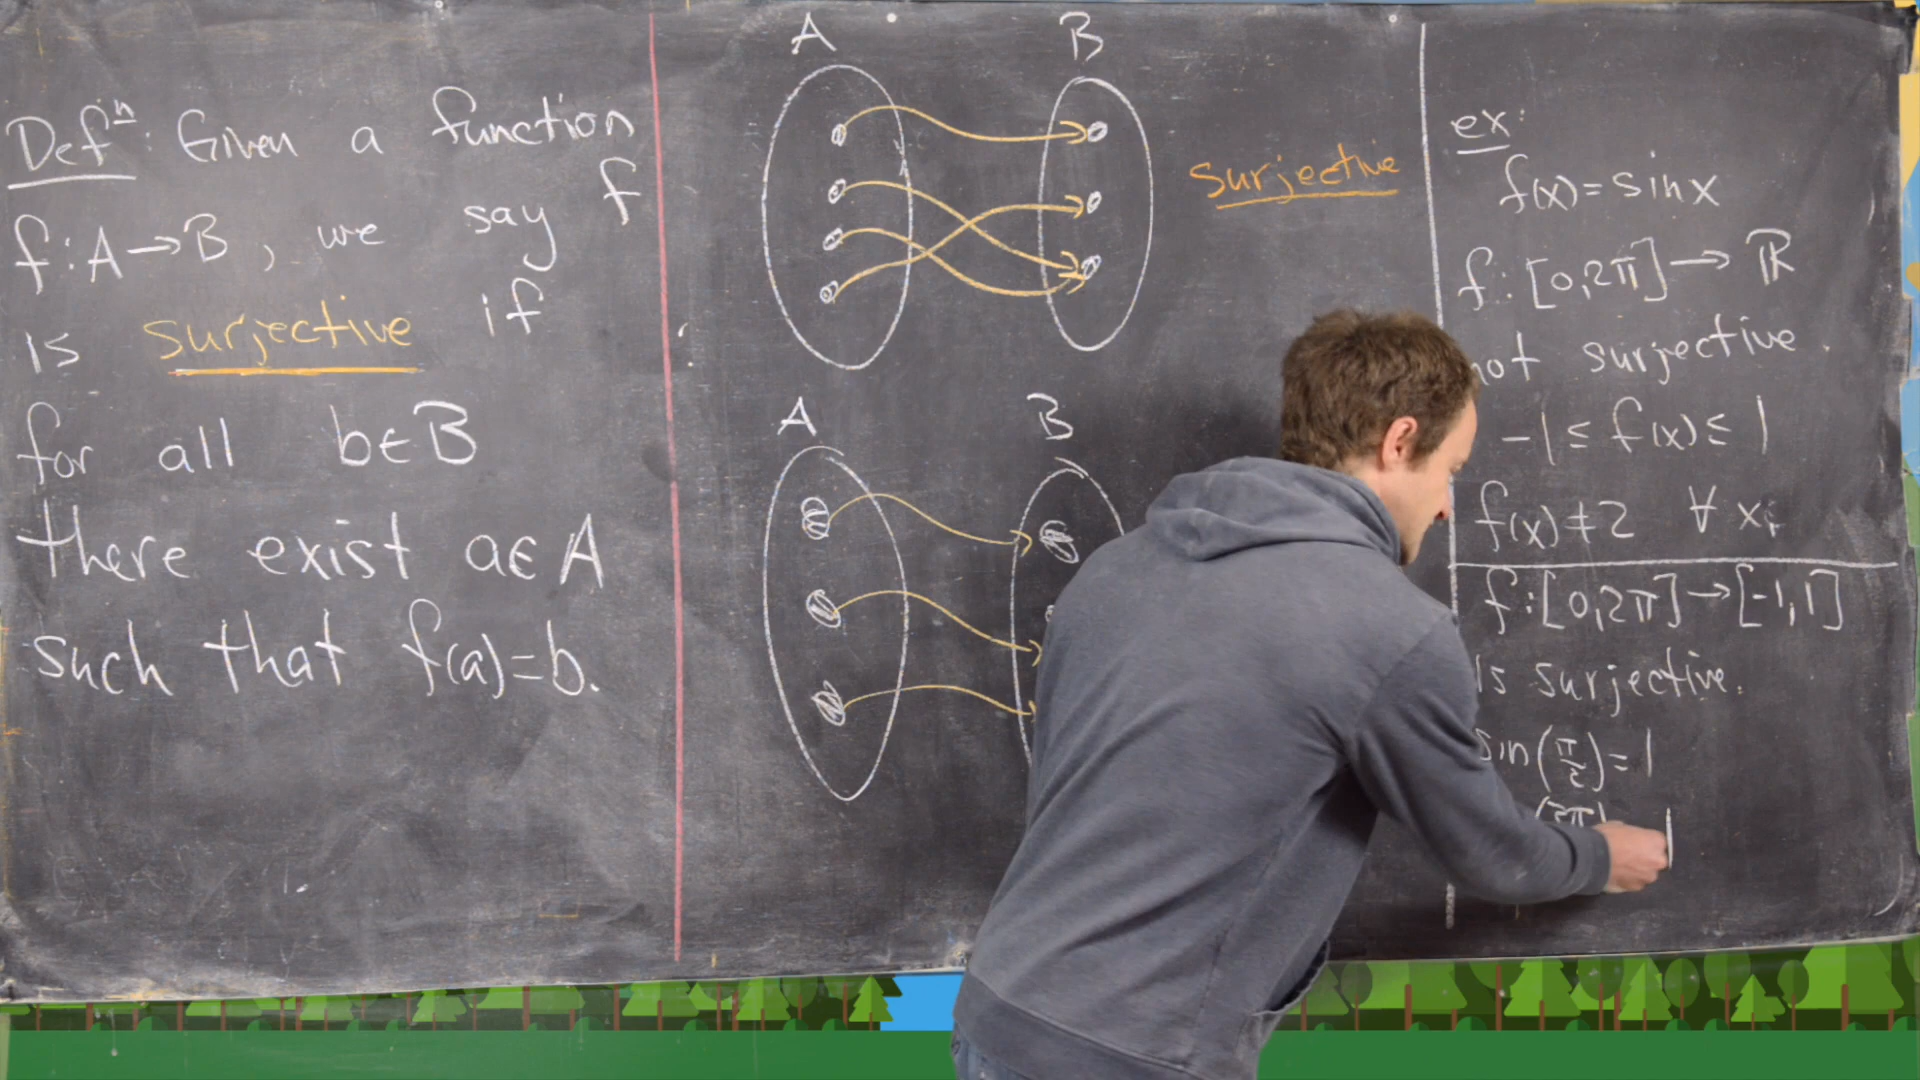 Defⁿ: Given a function
f: A→B, we say f
is surjective if
for all b∈B
there exist a∈A
such that f(a)=b.
A B
surjective
A B
ex:
f(x)=sinx
f: [0,2π]→ℝ
not surjective.
-1≤f(x)≤1
f(x)≠2 ∀x,
f:[0,2π]→[-1,1]
is surjective.
sin(π/2)=1